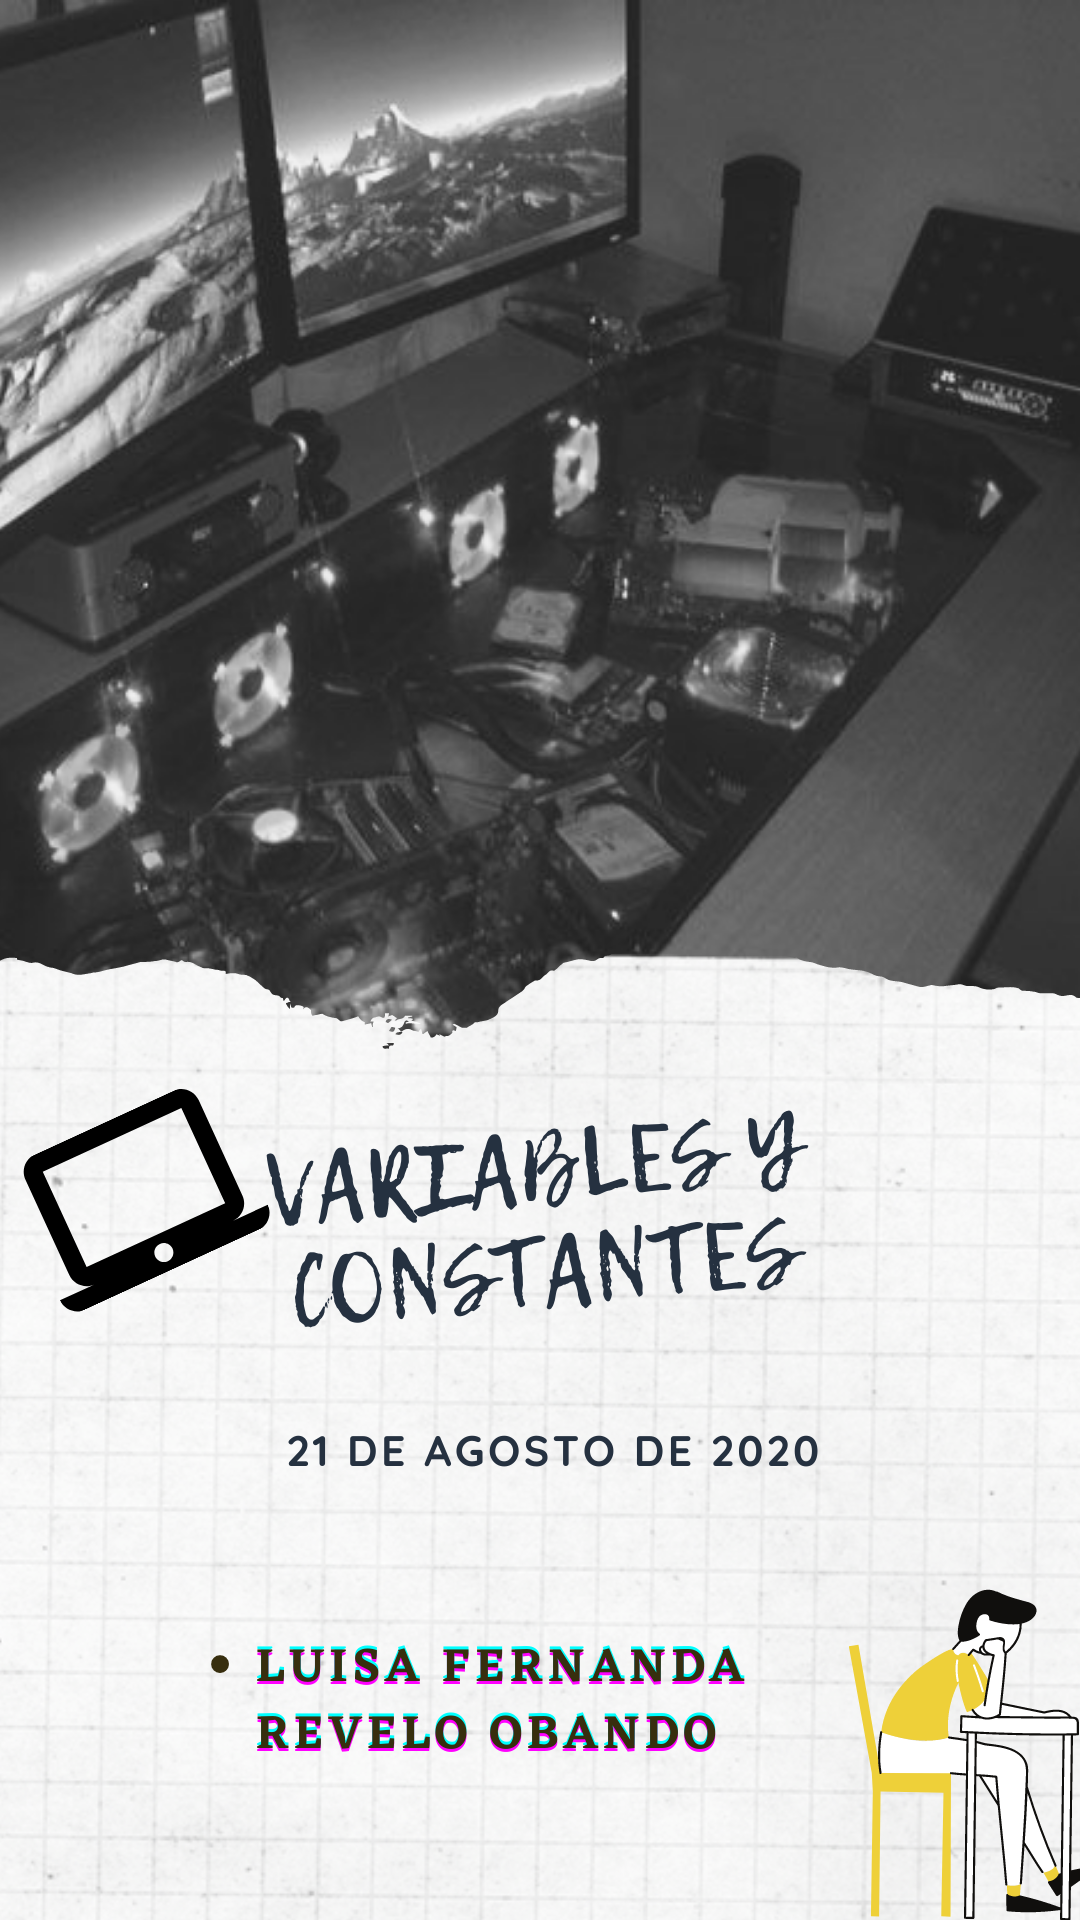 VARIABLES Y
CONSTANTES
21 DE AGOSTO DE 2020
• LUISA FERNANDA
REVELO OBANDO